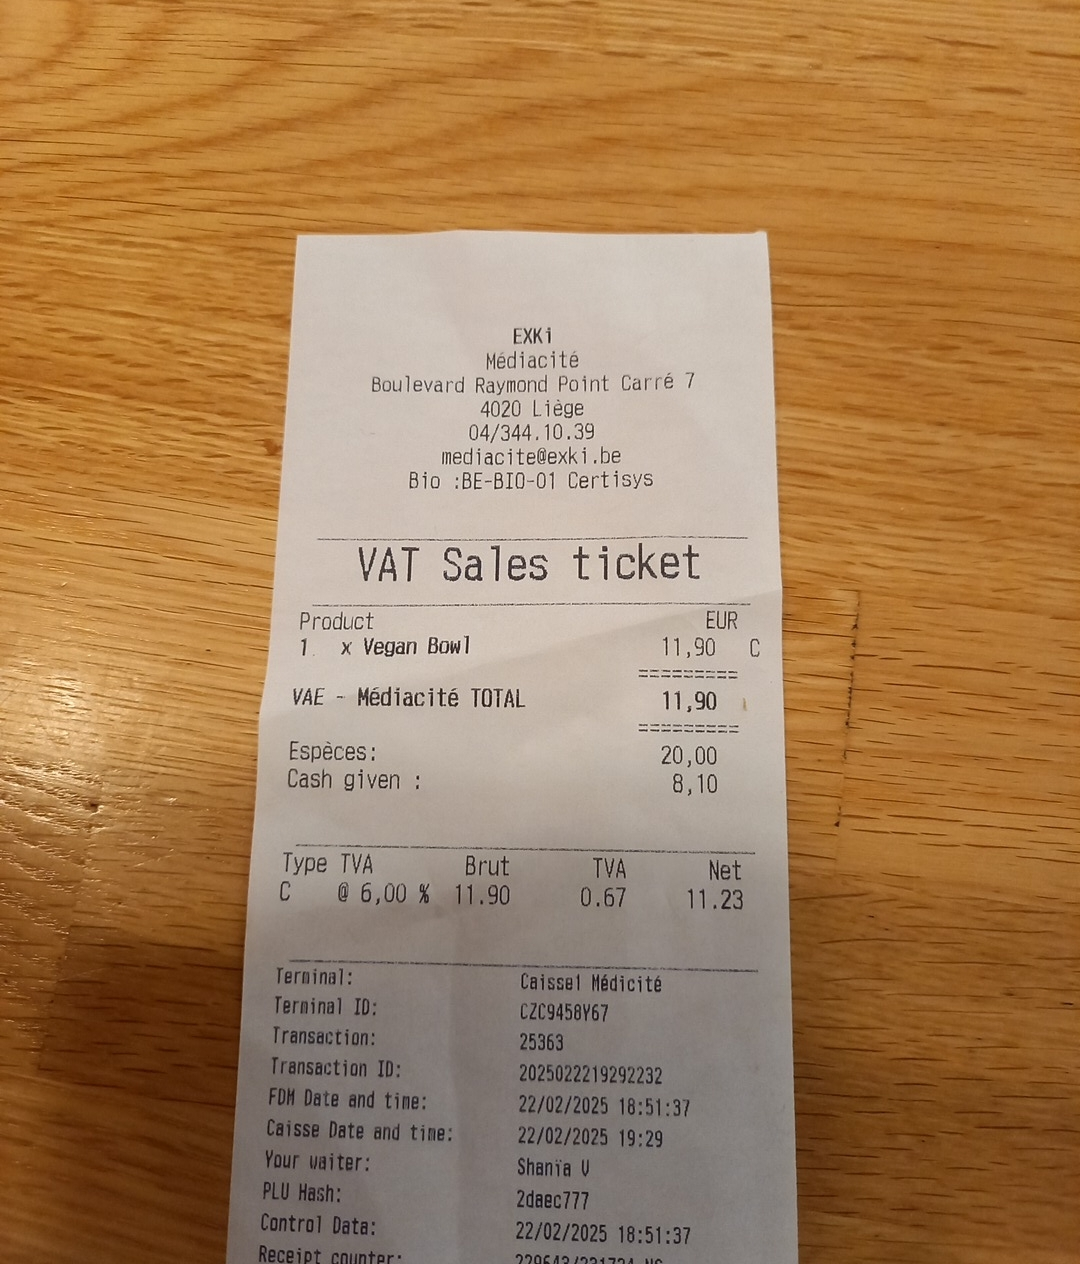 EXKi
Médiacité
Boulevard Raymond Point Carré 7
4020 Liège
04/344.10.39
mediacite@exki.be
Bio :BE-BIO-01 Certisys
VAT Sales ticket
Product EUR
1 x Vegan Bowl 11,90 C
=========
VAE - Médiacité TOTAL 11,90
=========
Espèces: 20,00
Cash given : 8,10
Type TVA Brut TVA Net
C @ 6,00 % 11.90 0.67 11.23
Terminal: Caisse1 Médicité
Terminal ID: CZC9458Y67
Transaction: 25363
Transaction ID: 2025022219292232
FDM Date and time: 22/02/2025 18:51:37
Caisse Date and time: 22/02/2025 19:29
Your waiter: Shanïa V
PLU Hash: 2daec777
Control Data: 22/02/2025 18:51:37
Receipt counter: